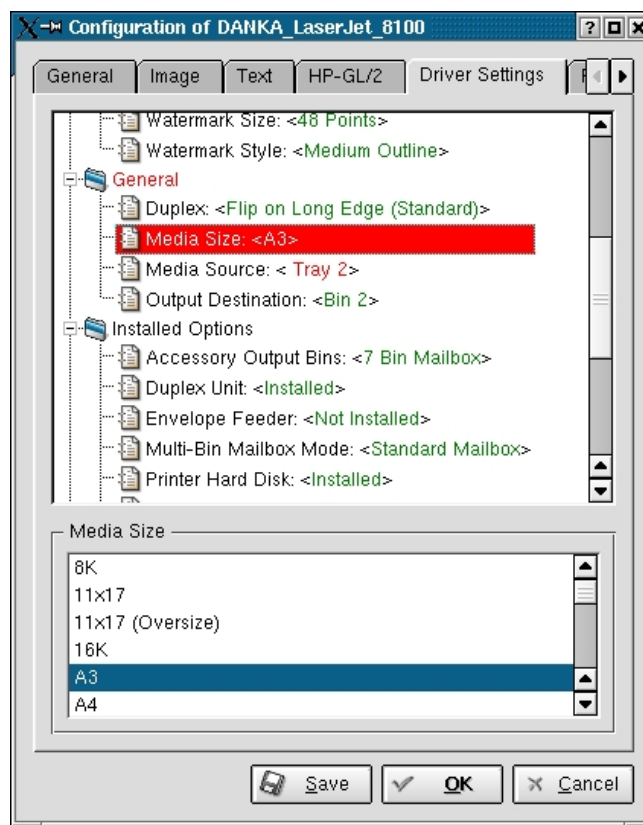 Configuration of DANKA_LaserJet_8100
General Image Text HP-GL/2 Driver Settings
Watermark Size: <48 Points>
Watermark Style: <Medium Outline>
General
Duplex: <Flip on Long Edge (Standard)>
Media Size: <A3>
Media Source: < Tray 2>
Output Destination: <Bin 2>
Installed Options
Accessory Output Bins: <7 Bin Mailbox>
Duplex Unit: <Installed>
Envelope Feeder: <Not Installed>
Multi-Bin Mailbox Mode: <Standard Mailbox>
Printer Hard Disk: <Installed>
Media Size
8K
11x17
11x17 (Oversize)
16K
A3
A4
Save OK Cancel